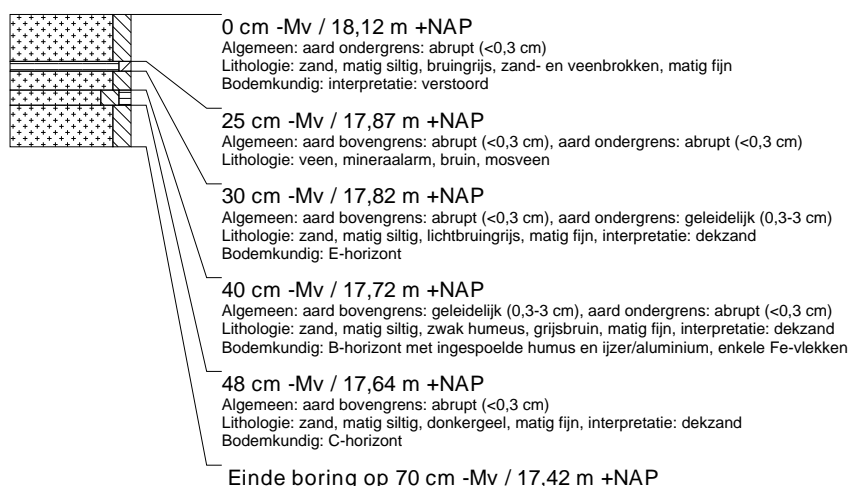 0 cm -Mv / 18,12 m +NAP
Algemeen: aard ondergrens: abrupt (<0,3 cm)
Lithologie: zand, matig siltig, bruingrijs, zand- en veenbrokken, matig fijn
Bodemkundig: interpretatie: verstoord
25 cm -Mv / 17,87 m +NAP
Algemeen: aard bovengrens: abrupt (<0,3 cm), aard ondergrens: abrupt (<0,3 cm)
Lithologie: veen, mineraalarm, bruin, mosveen
30 cm -Mv / 17,82 m +NAP
Algemeen: aard bovengrens: abrupt (<0,3 cm), aard ondergrens: geleidelijk (0,3-3 cm)
Lithologie: zand, matig siltig, lichtbruingrijs, matig fijn, interpretatie: dekzand
Bodemkundig: E-horizont
40 cm -Mv / 17,72 m +NAP
Algemeen: aard bovengrens: geleidelijk (0,3-3 cm), aard ondergrens: abrupt (<0,3 cm)
Lithologie: zand, matig siltig, zwak humeus, grijsbruin, matig fijn, interpretatie: dekzand
Bodemkundig: B-horizont met ingespoelde humus en ijzer/aluminium, enkele Fe-vlekken
48 cm -Mv / 17,64 m +NAP
Algemeen: aard bovengrens: abrupt (<0,3 cm)
Lithologie: zand, matig siltig, donkergeel, matig fijn, interpretatie: dekzand
Bodemkundig: C-horizont
Einde boring op 70 cm -Mv / 17,42 m +NAP